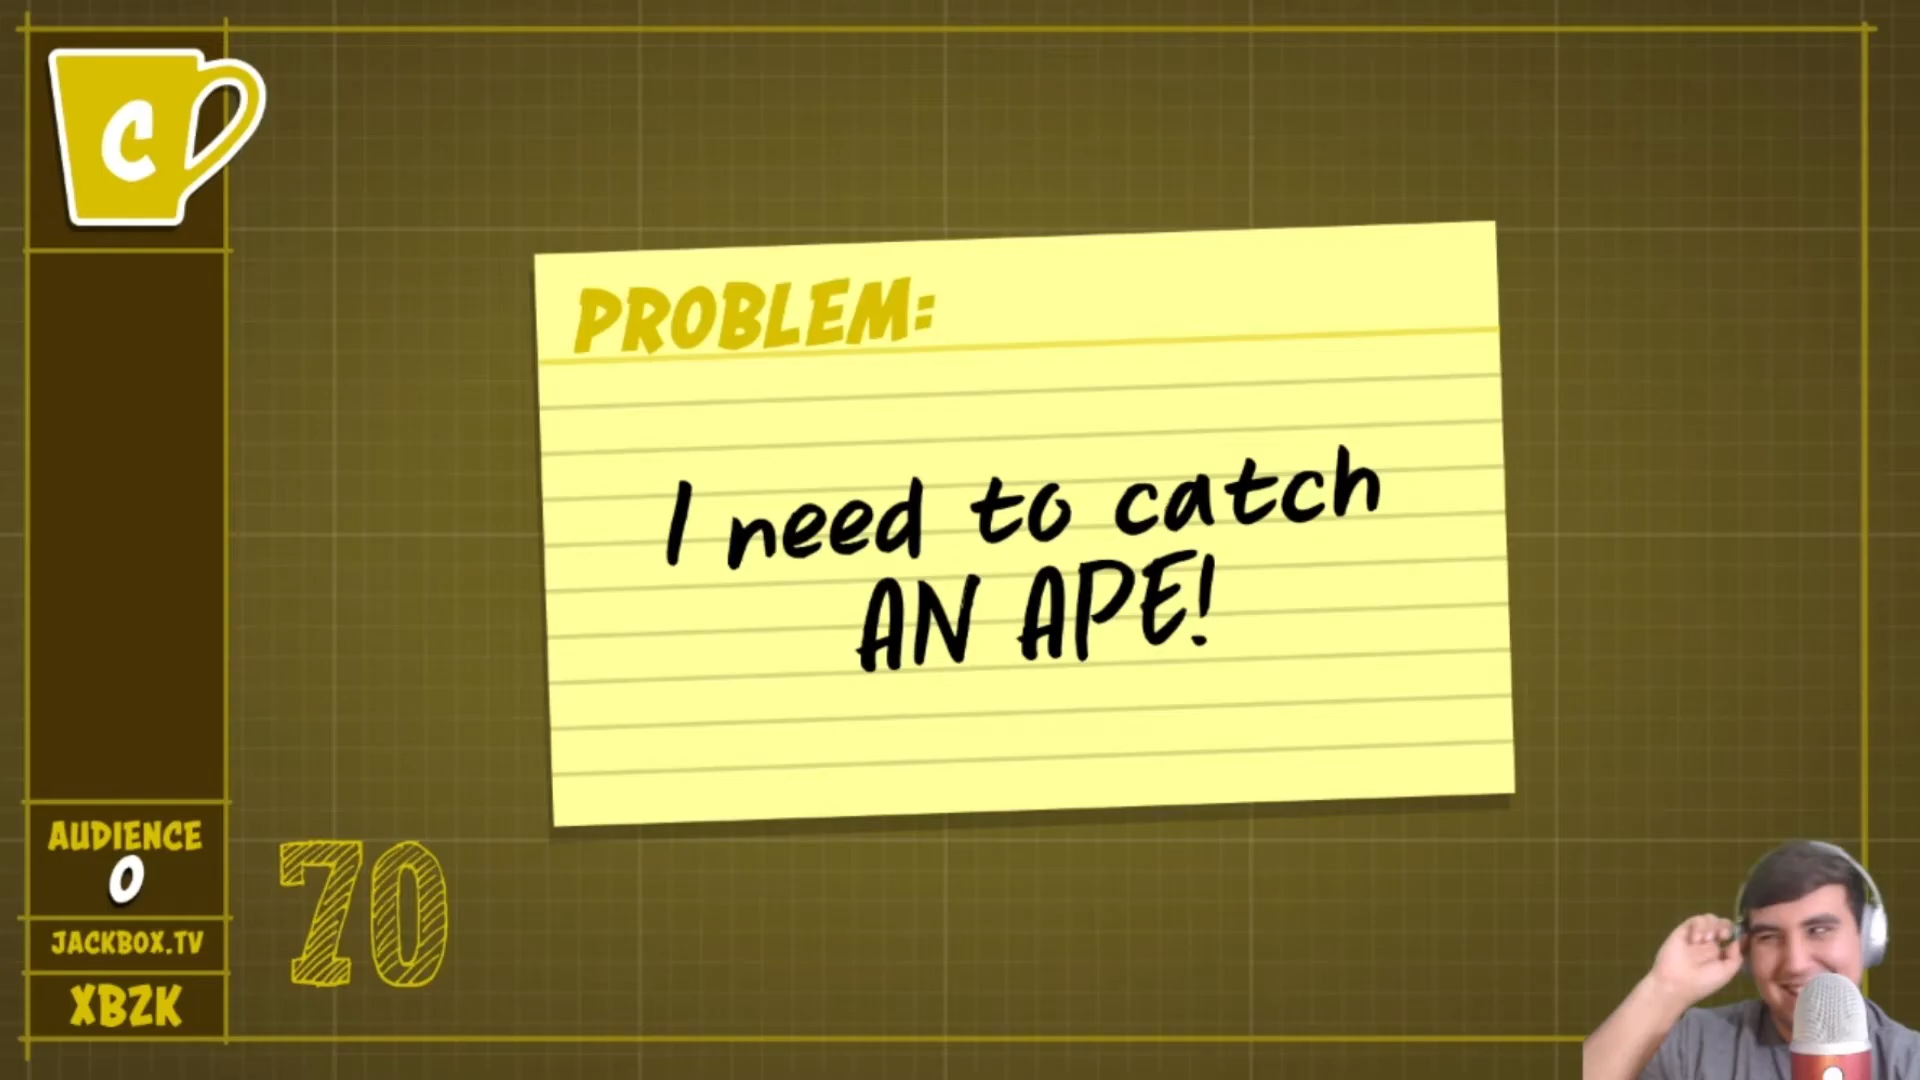 C
PROBLEM:
I need to catch
AN APE!
AUDIENCE
0
JACKBOX.TV
XBZK
70